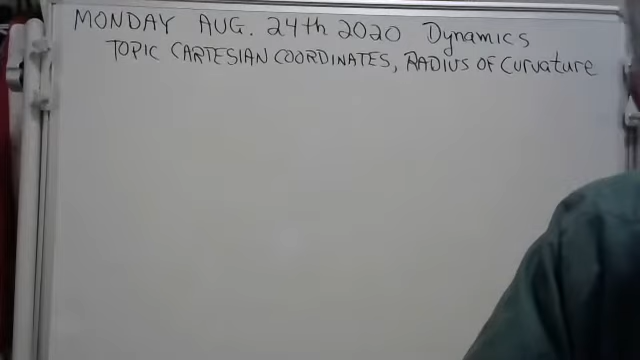 MONDAY AUG. 24th 2020 Dynamics
TOPIC CARTESIAN COORDINATES, RADIUS OF Curvature